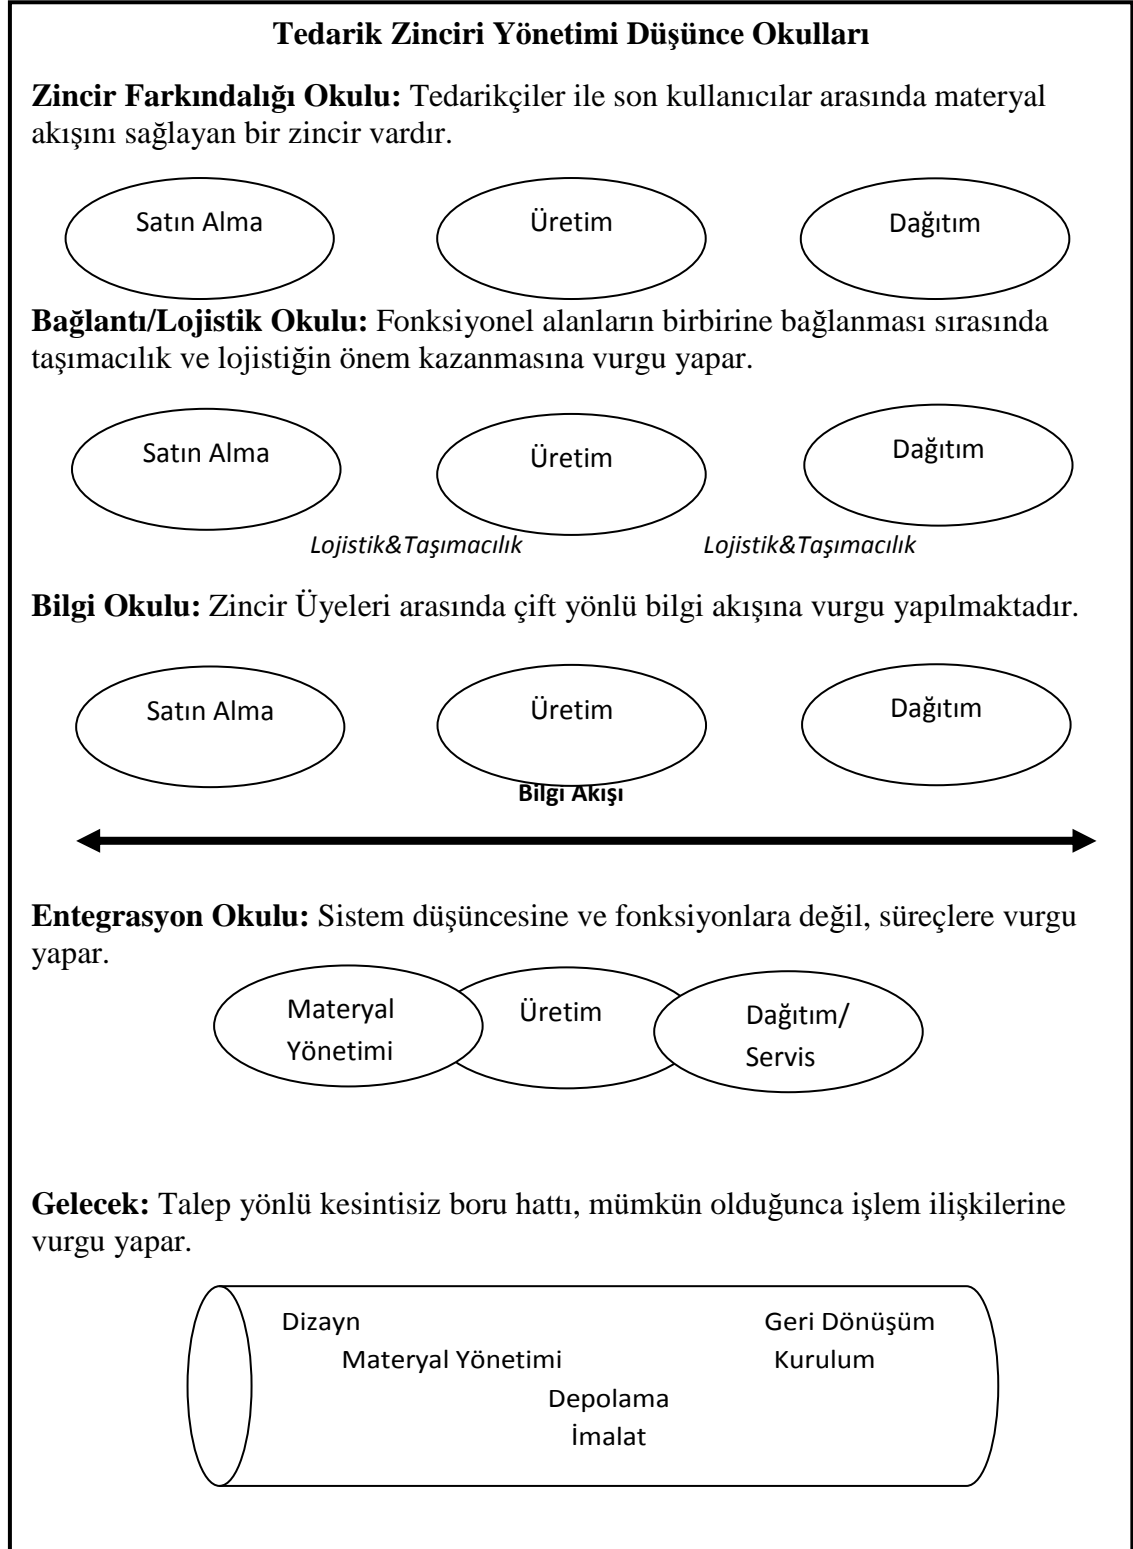 Tedarik Zinciri Yönetimi Düşünce Okulları
Zincir Farkındalığı Okulu: Tedarikçiler ile son kullanıcılar arasında materyal
akışını sağlayan bir zincir vardır.
Satın Alma
Üretim
Dağıtım
Bağlantı/Lojistik Okulu: Fonksiyonel alanların birbirine bağlanması sırasında
taşımacılık ve lojistiğin önem kazanmasına vurgu yapar.
Satın Alma
Üretim
Dağıtım
Lojistik&Taşımacılık
Lojistik&Taşımacılık
Bilgi Okulu: Zincir Üyeleri arasında çift yönlü bilgi akışına vurgu yapılmaktadır.
Satın Alma
Üretim
Dağıtım
Bilgi Akışı
Entegrasyon Okulu: Sistem düşüncesine ve fonksiyonlara değil, süreçlere vurgu
yapar.
Materyal
Yönetimi
Üretim
Dağıtım/
Servis
Gelecek: Talep yönlü kesintisiz boru hattı, mümkün olduğunca işlem ilişkilerine
vurgu yapar.
Dizayn
Geri Dönüşüm
Materyal Yönetimi
Kurulum
Depolama
İmalat